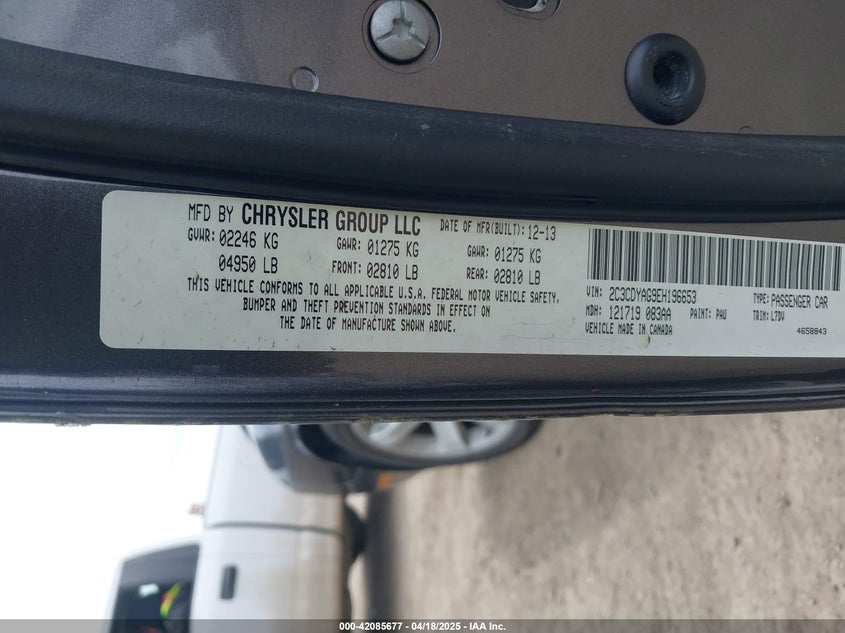 MFD BY CHRYSLER GROUP LLC DATE OF MFR(BUILT): 12-13
GVWR: 02246 KG GAWR: 01275 KG GAWR: 01275 KG
04950 LB FRONT: 02810 LB REAR: 02810 LB
THIS VEHICLE CONFORMS TO ALL APPLICABLE U.S.A. FEDERAL MOTOR VEHICLE SAFETY,
BUMPER AND THEFT PREVENTION STANDARDS IN EFFECT ON
THE DATE OF MANUFACTURE SHOWN ABOVE.
VIN: 2C3CDYAG9EH196653 TYPE: PASSENGER CAR
MDH: 121719 083AA PAINT: PAU TRIM: L7DV
VEHICLE MADE IN CANADA 4658843
000-42085677 - 04/18/2025 - IAA Inc.